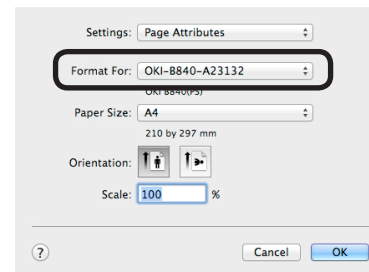 Settings: Page Attributes
Format For: OKI-B840-A23132
OKI B840(PS)
Paper Size: A4
210 by 297 mm
Orientation:
Scale: 100 %
? Cancel OK